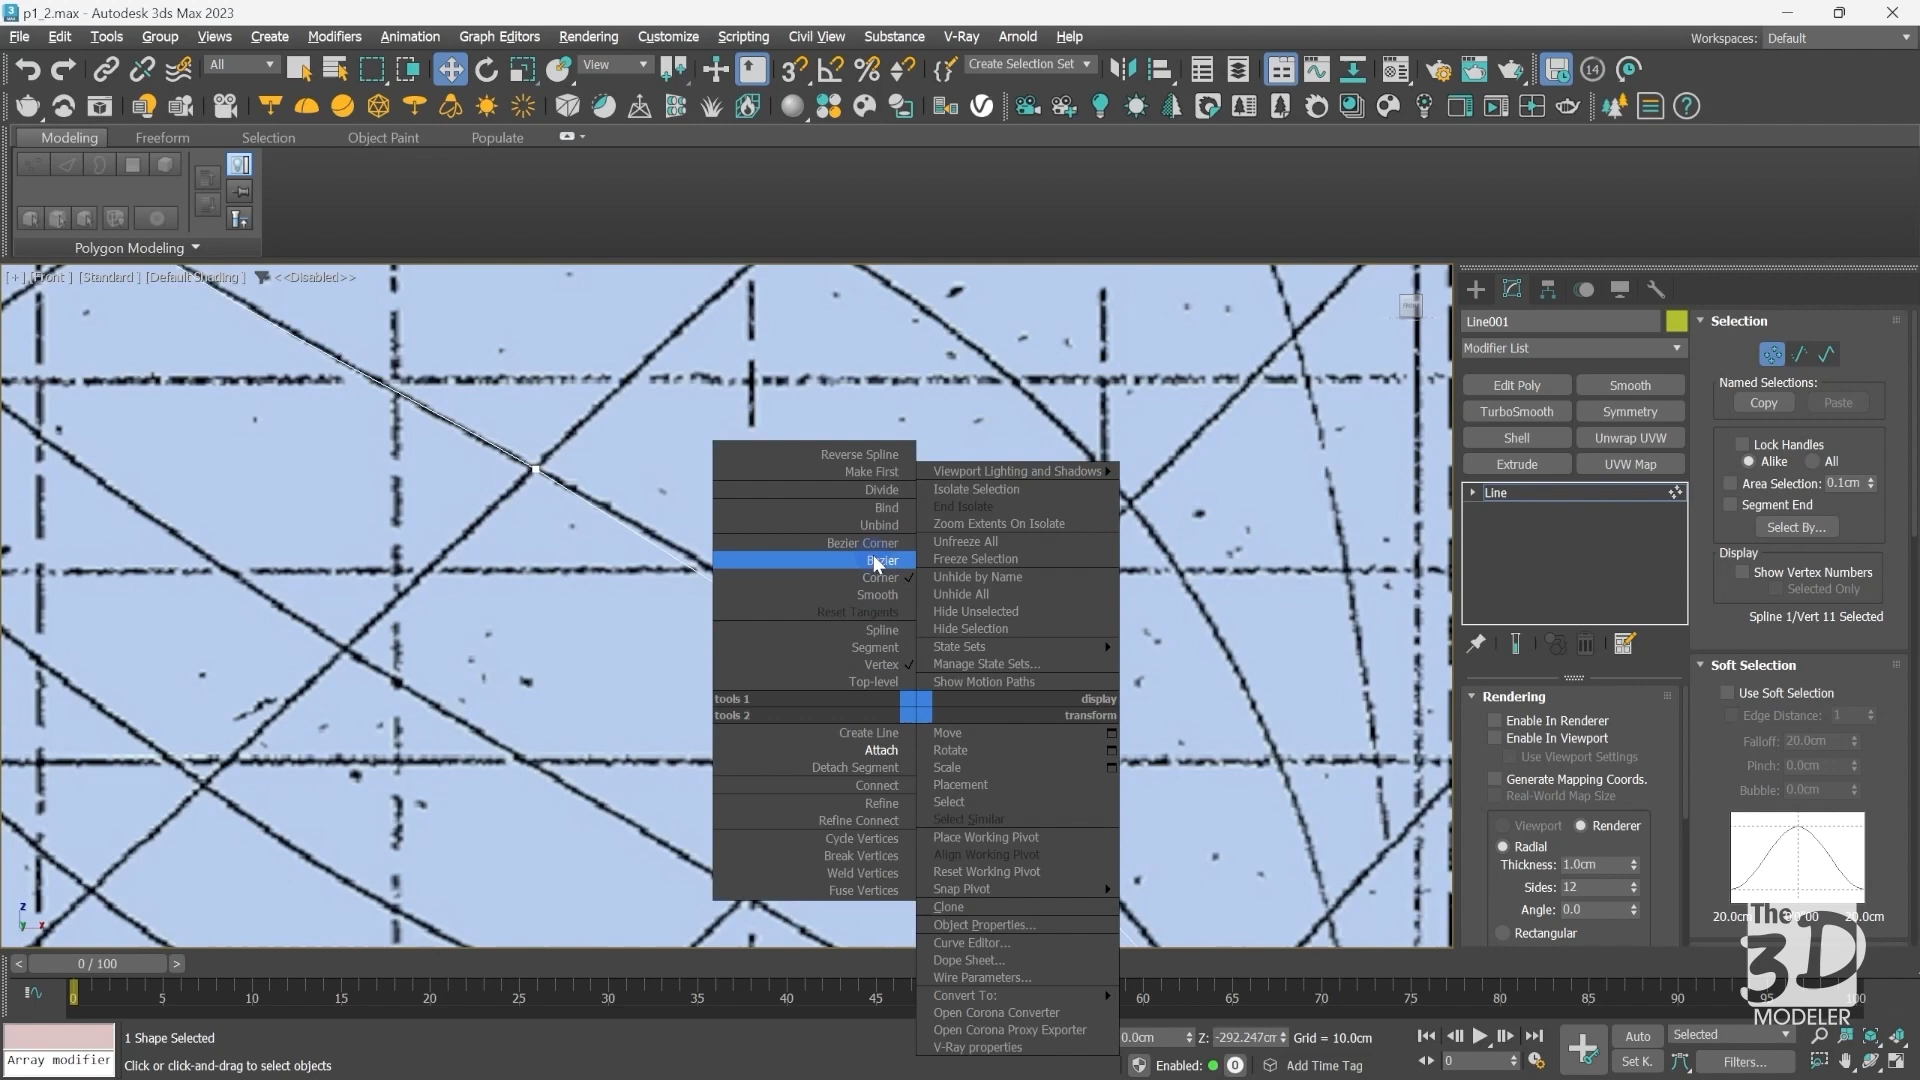 p1_2.max - Autodesk 3ds Max 2023
File Edit Tools Group Views Create Modifiers Animation Graph Editors Rendering Customize Scripting Civil View Substance V-Ray Arnold Help
Workspaces: Default
All
View
Create Selection Set
14
Modeling Freeform Selection Object Paint Populate
Polygon Modeling
[+] [Front] [Standard] [Default Shading] <<Disabled>>
Reverse Spline
Make First
Divide
Bind
Unbind
Bezier Corner
Bezier
Corner
Smooth
Reset Tangents
Spline
Segment
Vertex
Top-level
tools 1
tools 2
Create Line
Attach
Detach Segment
Connect
Refine
Refine Connect
Cycle Vertices
Break Vertices
Weld Vertices
Fuse Vertices
Viewport Lighting and Shadows
Isolate Selection
End Isolate
Zoom Extents On Isolate
Unfreeze All
Freeze Selection
Unhide by Name
Unhide All
Hide Unselected
Hide Selection
State Sets
Manage State Sets...
Show Motion Paths
display
transform
Move
Rotate
Scale
Placement
Select
Select Similar
Place Working Pivot
Align Working Pivot
Reset Working Pivot
Snap Pivot
Clone
Object Properties...
Curve Editor...
Dope Sheet...
Wire Parameters...
Convert To:
Open Corona Converter
Open Corona Proxy Exporter
V-Ray properties
Line001
Modifier List
Edit Poly Smooth
TurboSmooth Symmetry
Shell Unwrap UVW
Extrude UVW Map
Line
Rendering
Enable In Renderer
Enable In Viewport
Use Viewport Settings
Generate Mapping Coords.
Real-World Map Size
Viewport Renderer
Radial
Thickness: 1.0cm
Sides: 12
Angle: 0.0
Rectangular
Selection
Named Selections:
Copy Paste
Lock Handles
Alike All
Area Selection: 0.1cm
Segment End
Select By...
Display
Show Vertex Numbers
Selected Only
Spline 1/Vert 11 Selected
Soft Selection
Use Soft Selection
Edge Distance: 1
Falloff: 20.0cm
Pinch: 0.0cm
Bubble: 0.0cm
20.0cm 20.0cm
The
3D
MODELER
z
y x
< 0 / 100 >
0 5 10 15 20 25 30 35 40 45 60 65 70 75 80 85 90 95 100
Array modifier
1 Shape Selected
Click or click-and-drag to select objects
0.0cm Z: -292.247cm Grid = 10.0cm
Enabled: 0 Add Time Tag
0
Auto Selected
Set K. Filters...